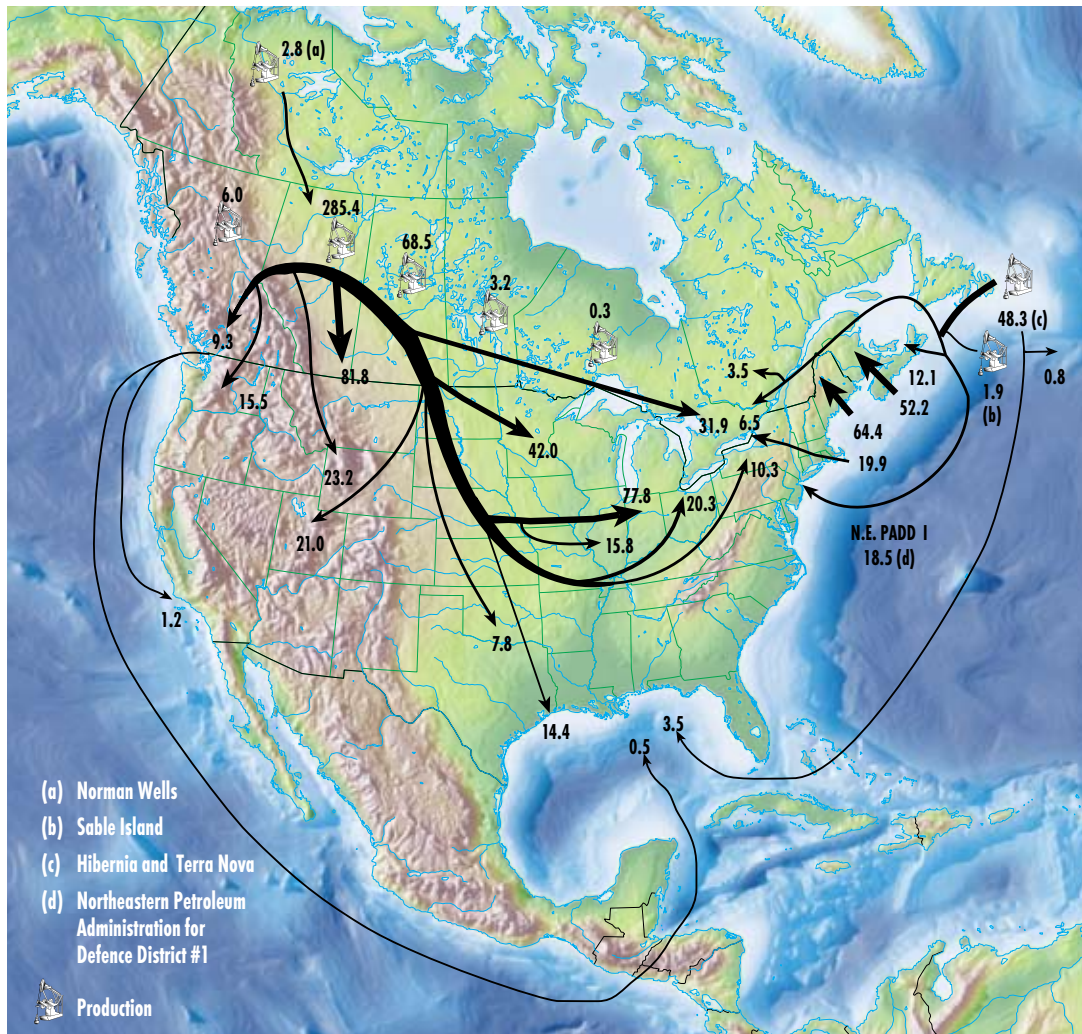 2.8 (a)
6.0
285.4
68.5
3.2
0.3
48.3 (c)
9.3
81.8
3.5
12.1
1.9
(b)
0.8
15.5
31.9
6.5
52.2
64.4
42.0
23.2
10.3
19.9
77.8
20.3
21.0
15.8
N.E. PADD I
18.5 (d)
1.2
7.8
14.4
3.5
0.5
(a) Norman Wells
(b) Sable Island
(c) Hibernia and Terra Nova
(d) Northeastern Petroleum
Administration for
Defence District #1
Production